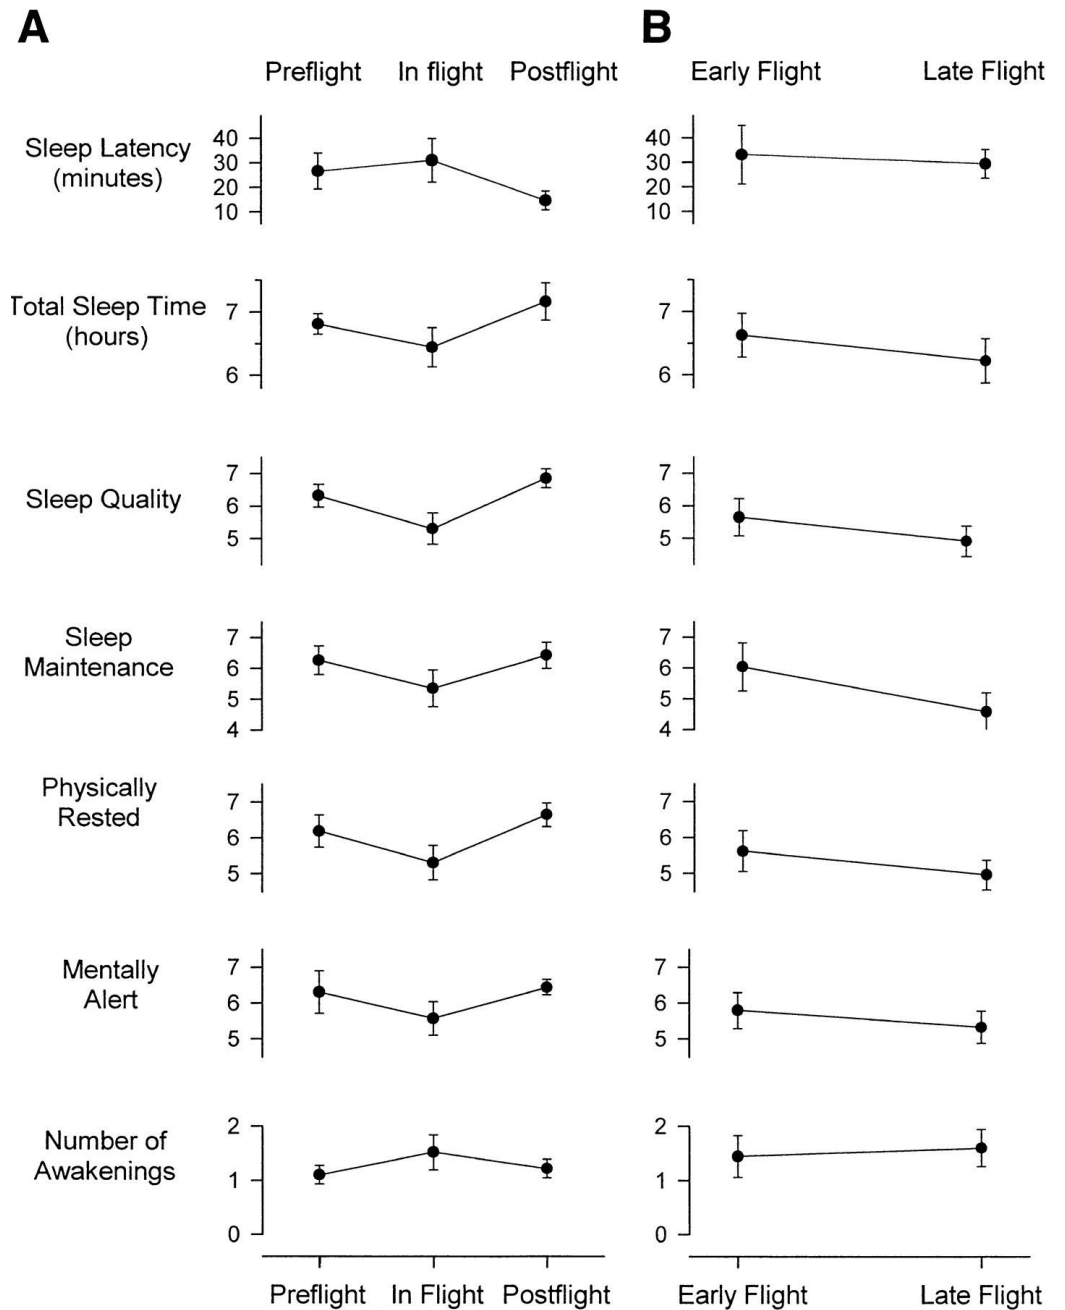 A
B
Preflight In flight Postflight
Early Flight Late Flight
Sleep Latency
(minutes)
40
30
20
10
40
30
20
10
Total Sleep Time
(hours)
7
6
7
6
Sleep Quality
7
6
5
7
6
5
Sleep
Maintenance
7
6
5
4
7
6
5
4
Physically
Rested
7
6
5
7
6
5
Mentally
Alert
7
6
5
7
6
5
Number of
Awakenings
2
1
0
2
1
0
Preflight In Flight Postflight
Early Flight Late Flight